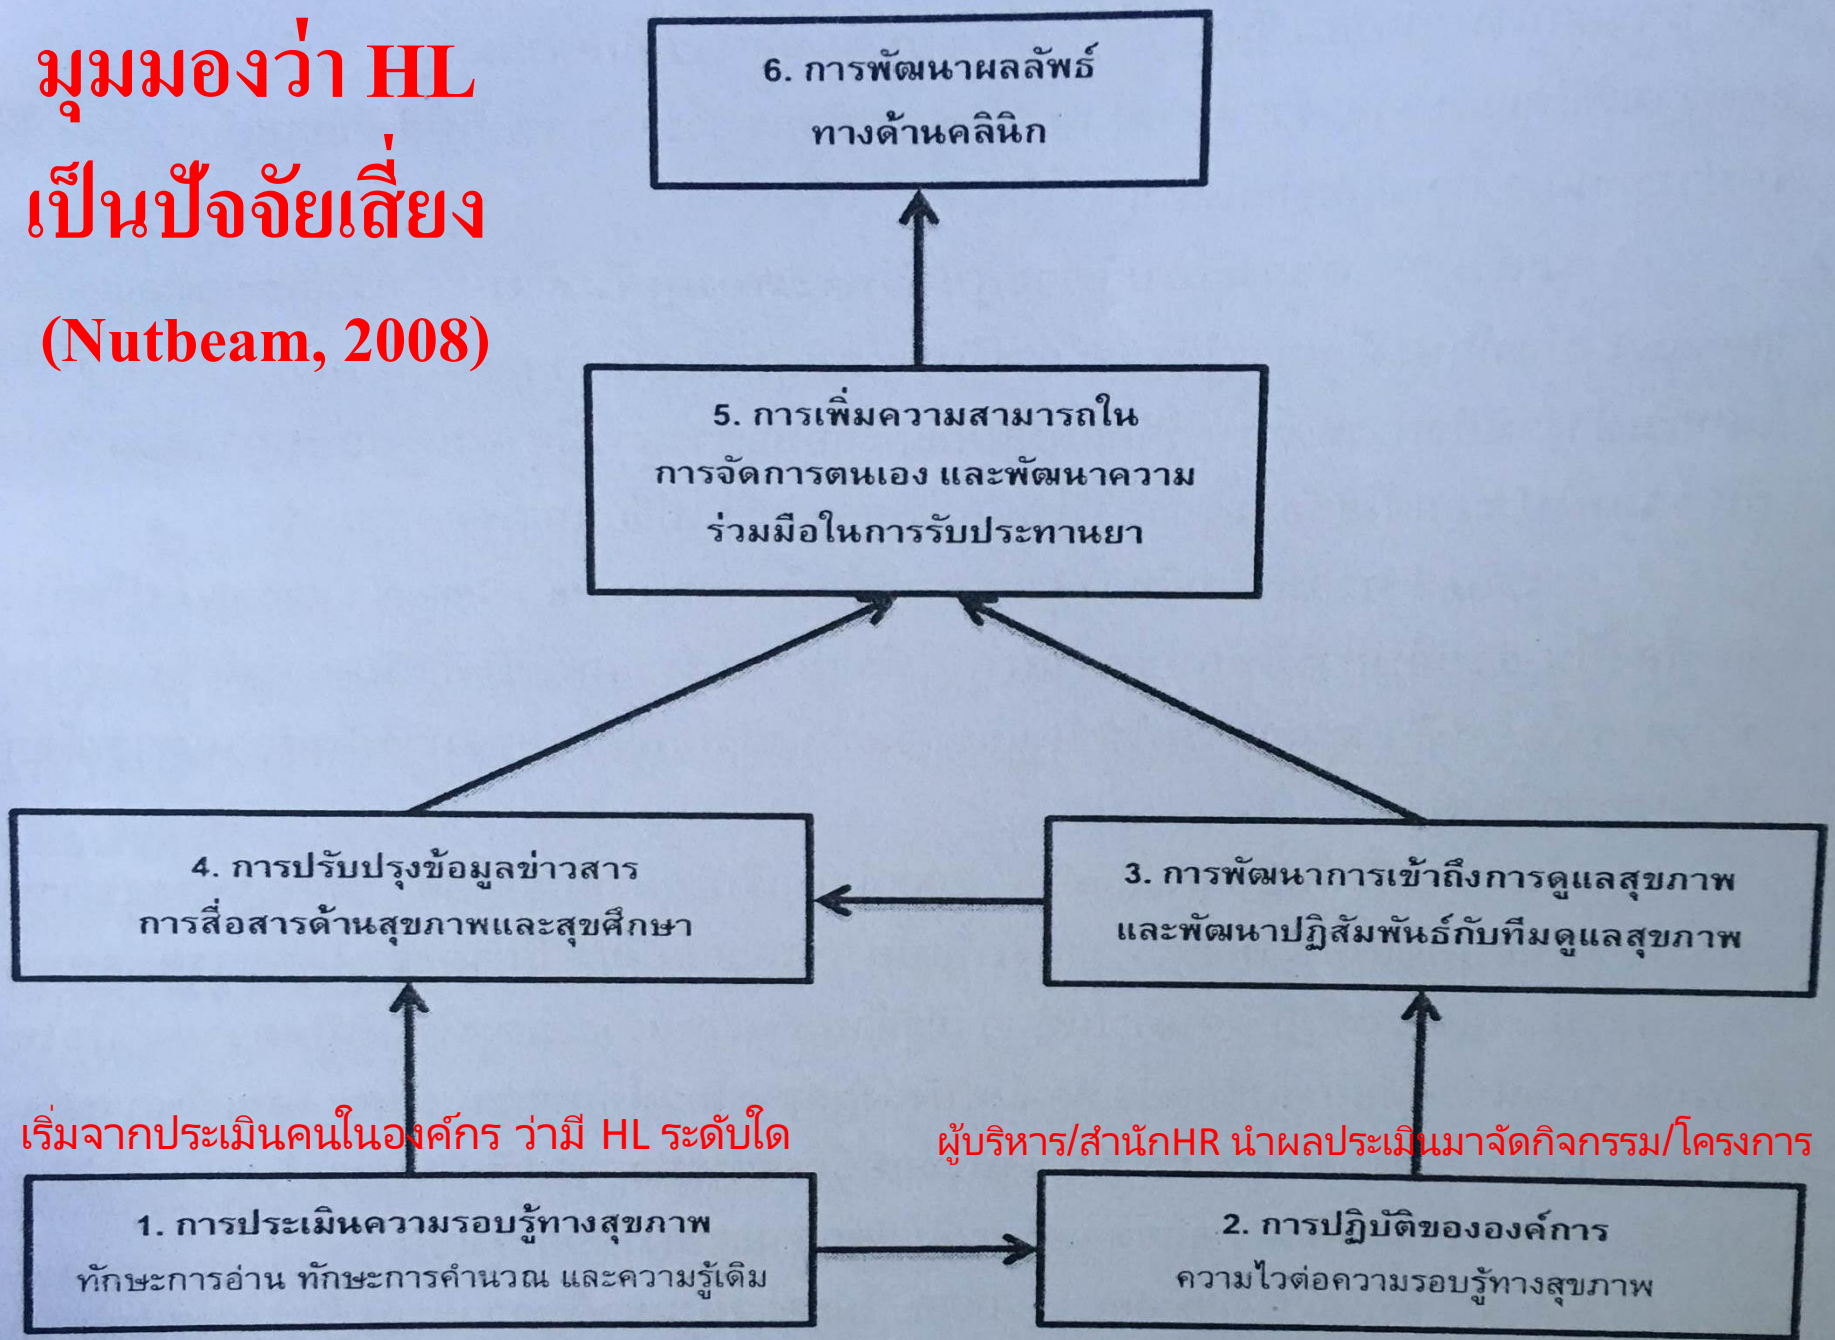 มุมมองว่า HL
เป็นปัจจัยเสี่ยง
(Nutbeam, 2008)
6. การพัฒนาผลลัพธ์
ทางด้านคลินิก
5. การเพิ่มความสามารถใน
การจัดการตนเอง และพัฒนาความ
ร่วมมือในการรับประทานยา
4. การปรับปรุงข้อมูลข่าวสาร
การสื่อสารด้านสุขภาพและสุขศึกษา
3. การพัฒนาการเข้าถึงการดูแลสุขภาพ
และพัฒนาปฏิสัมพันธ์กับทีมดูแลสุขภาพ
เริ่มจากประเมินคนในองค์กร ว่ามี HL ระดับใด
ผู้บริหาร/สำนักHR นำผลประเมินมาจัดกิจกรรม/โครงการ
1. การประเมินความรอบรู้ทางสุขภาพ
ทักษะการอ่าน ทักษะการคำนวณ และความรู้เดิม
2. การปฏิบัติขององค์การ
ความไวต่อความรอบรู้ทางสุขภาพ